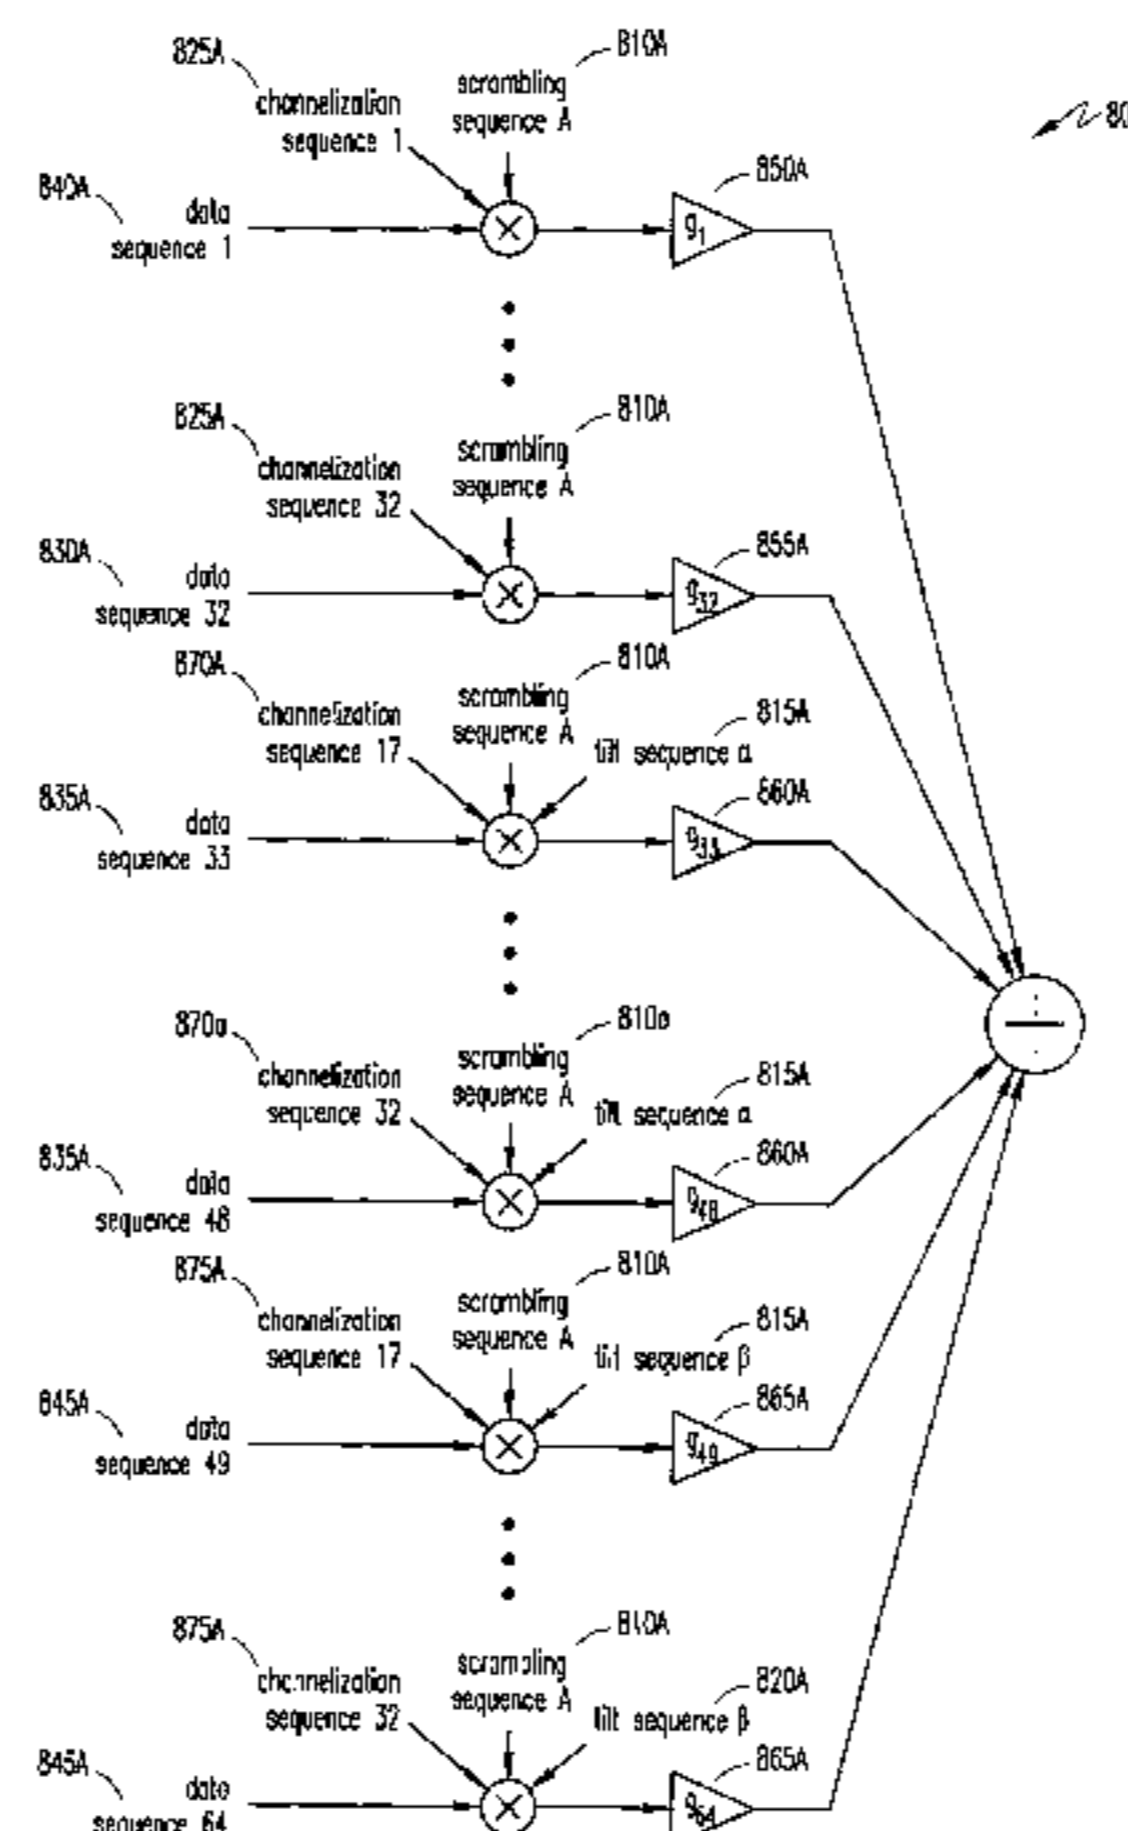 825A
810A
channelization
sequence 1
scrambling
sequence A
80
840A
data
sequence 1
850A
g1
825A
810A
channelization
sequence 32
scrambling
sequence A
830A
data
sequence 32
855A
g32
870A
810A
channelization
sequence 17
scrambling
sequence A
815A
tilt sequence α
835A
data
sequence 33
860A
g33
870a
810a
channelization
sequence 32
scrambling
sequence A
815A
tilt sequence α
835A
data
sequence 48
860A
g48
875A
810A
channelization
sequence 17
scrambling
sequence A
815A
tilt sequence β
845A
data
sequence 49
865A
g49
875A
810A
channelization
sequence 32
scrambling
sequence A
820A
tilt sequence β
845A
data
sequence 64
865A
g64